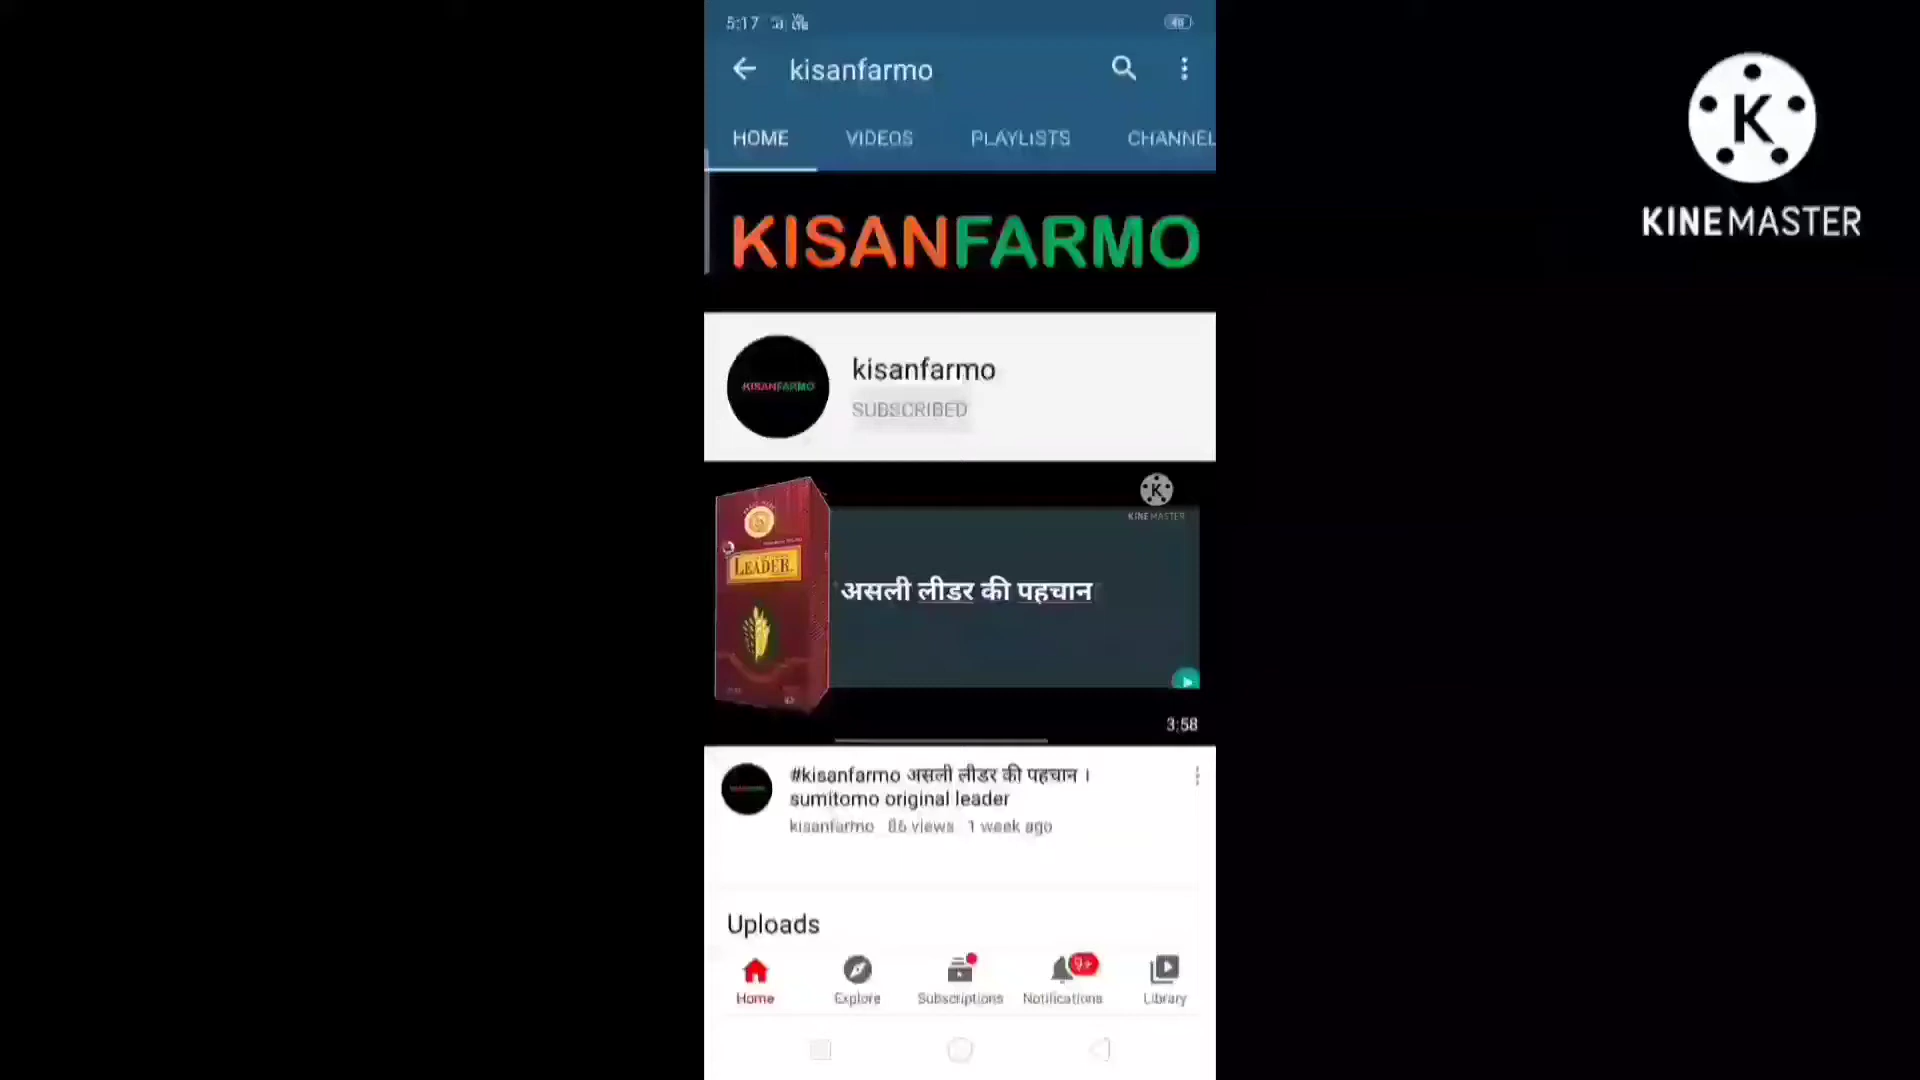 5:17
kisanfarmo
HOME VIDEOS PLAYLISTS CHANNEL
KISANFARMO
KISANFARMO
kisanfarmo
SUBSCRIBED
LEADER
असली लीडर की पहचान
KINEMASTER
3:58
#kisanfarmo असली लीडर की पहचान ।
sumitomo original leader
kisanfarmo 86 views 1 week ago
Uploads
9+
Home Explore Subscriptions Notifications Library
K
KINEMASTER